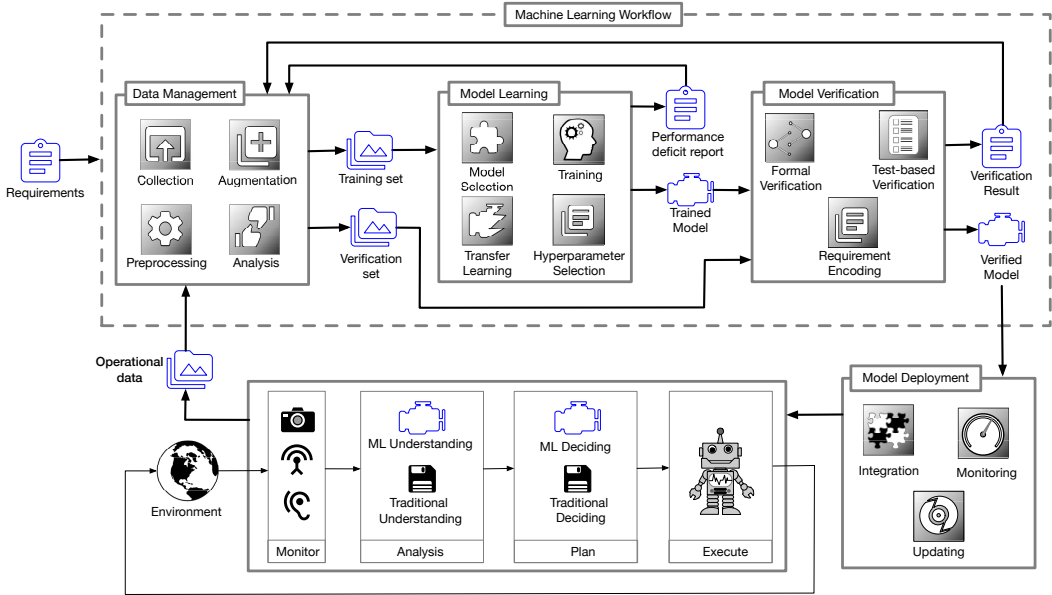 Machine Learning Workflow
Data Management
Model Learning
Model Verification
Requirements
Collection
Augmentation
Preprocessing
Analysis
Training set
Verification
set
Model
Selection
Training
Transfer
Learning
Hyperparameter
Selection
Performance
deficit report
Trained
Model
Formal
Verification
Test-based
Verification
Requirement
Encoding
Verification
Result
Verified
Model
Operational
data
Model Deployment
Integration
Monitoring
Updating
Environment
ML Understanding
Traditional
Understanding
ML Deciding
Traditional
Deciding
Monitor
Analysis
Plan
Execute